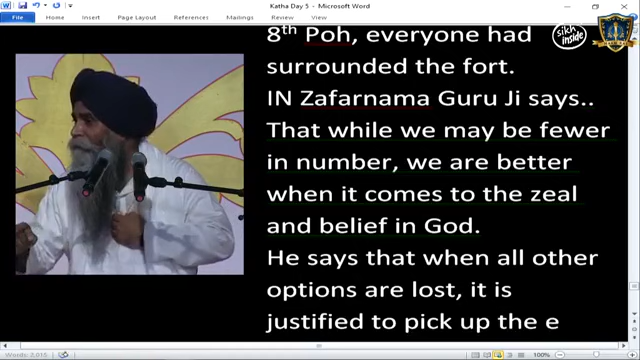 Katha Day 5 - Microsoft Word
File Home Insert Page Layout References Mailings Review View
8th Poh, everyone had
surrounded the fort.
IN Zafarnama Guru Ji says..
That while we may be fewer
in number, we are better
when it comes to the zeal
and belief in God.
He says that when all other
options are lost, it is
justified to pick up the e
sikh
inside
Words: 2,015
100%